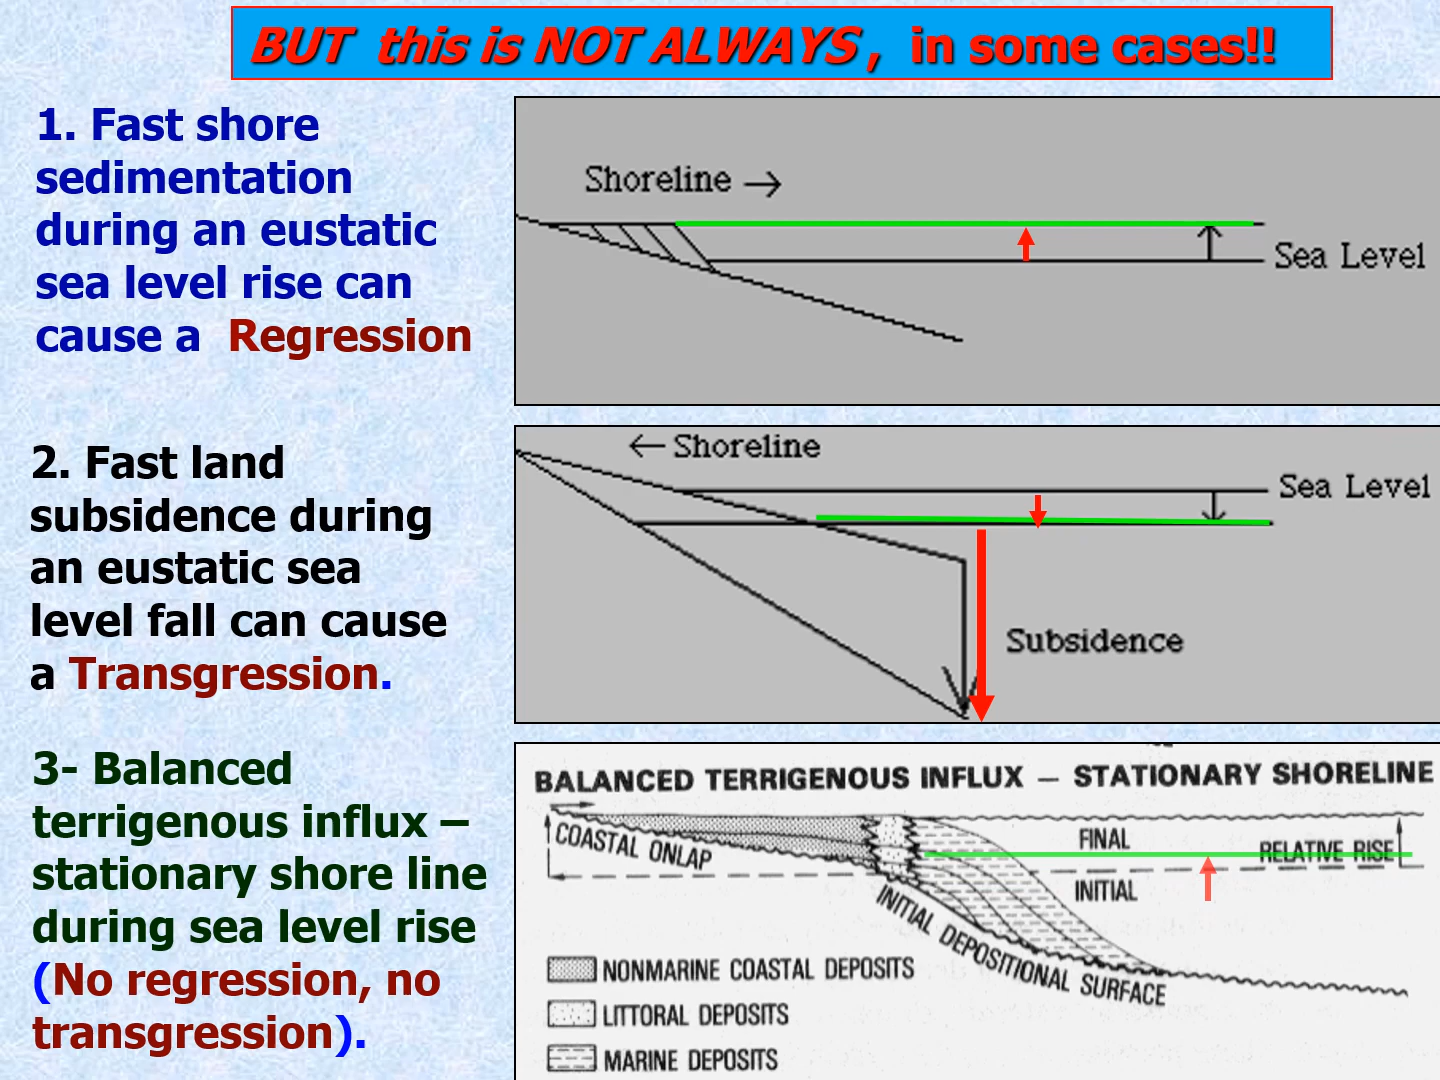 BUT this is NOT ALWAYS , in some cases!!
1. Fast shore
sedimentation
during an eustatic
sea level rise can
cause a Regression
Shoreline →
Sea Level
2. Fast land
subsidence during
an eustatic sea
level fall can cause
a Transgression.
← Shoreline
Sea Level
Subsidence
3- Balanced
terrigenous influx –
stationary shore line
during sea level rise
(No regression, no
transgression).
BALANCED TERRIGENOUS INFLUX – STATIONARY SHORELINE
COASTAL ONLAP
FINAL
RELATIVE RISE
INITIAL
INITIAL DEPOSITIONAL SURFACE
NONMARINE COASTAL DEPOSITS
LITTORAL DEPOSITS
MARINE DEPOSITS